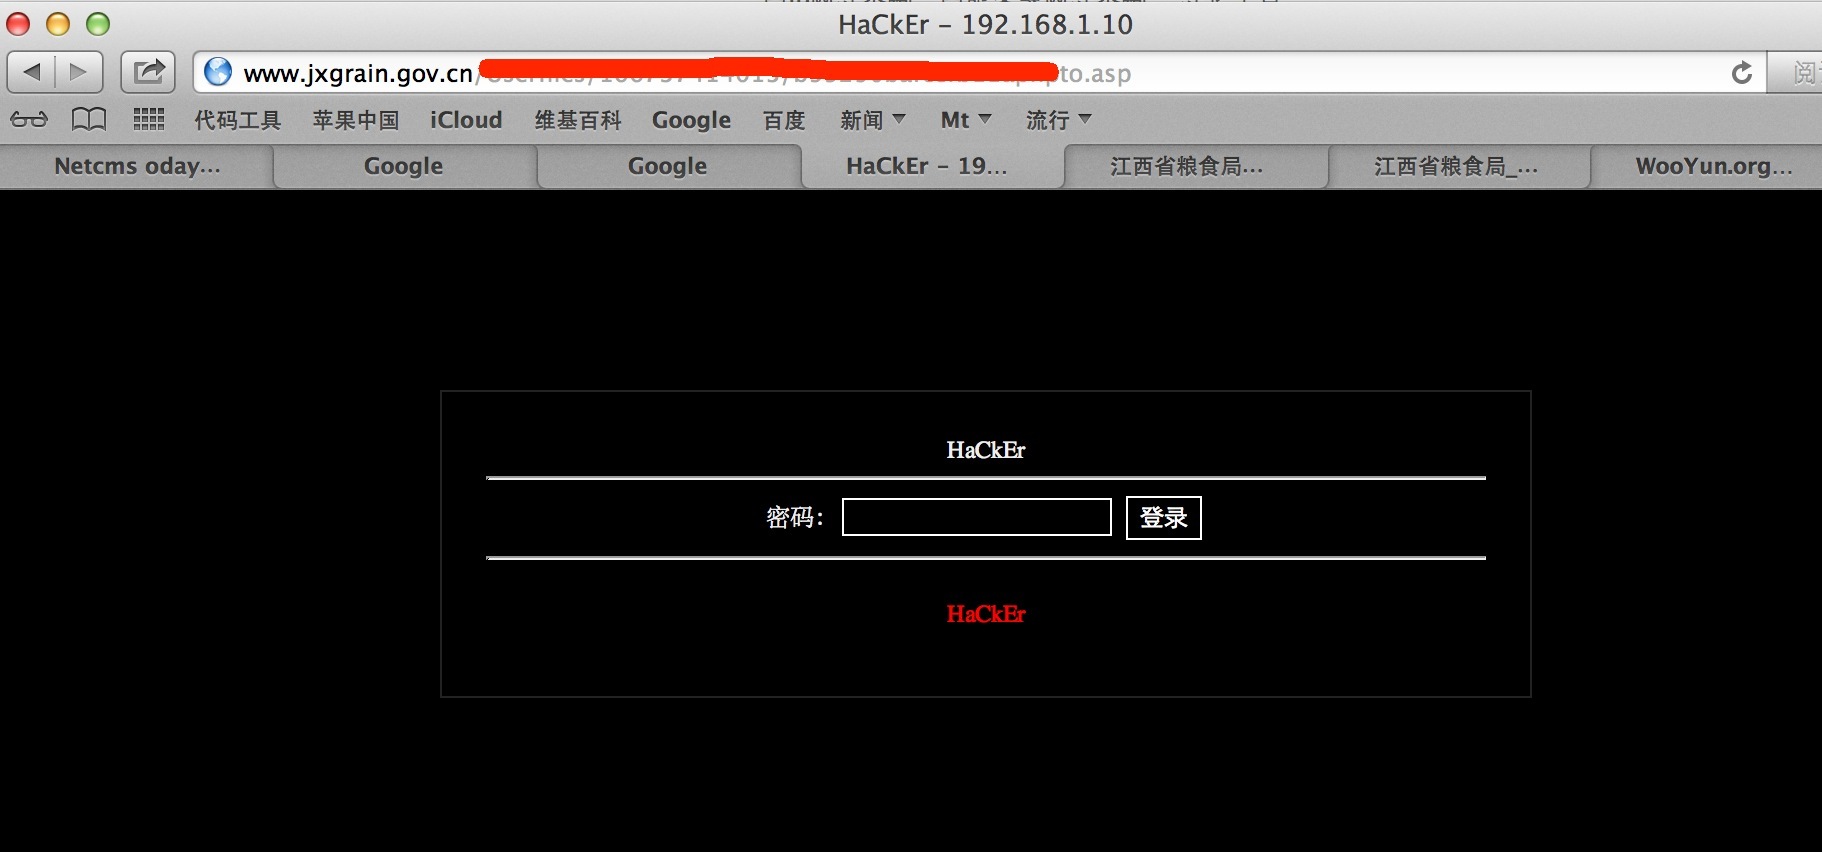 HaCkEr – 192.168.1.10
www.jxgrain.gov.cn/ to.asp
代码工具 苹果中国 iCloud 维基百科 Google 百度 新闻 Mt 流行
Netcms oday... Google Google HaCkEr – 19... 江西省粮食局... 江西省粮食局_... WooYun.org...
HaCkEr
密码： 登录
HaCkEr